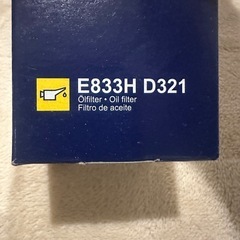 E833H D321
Ölfilter • Oil filter
Filtro de aceite